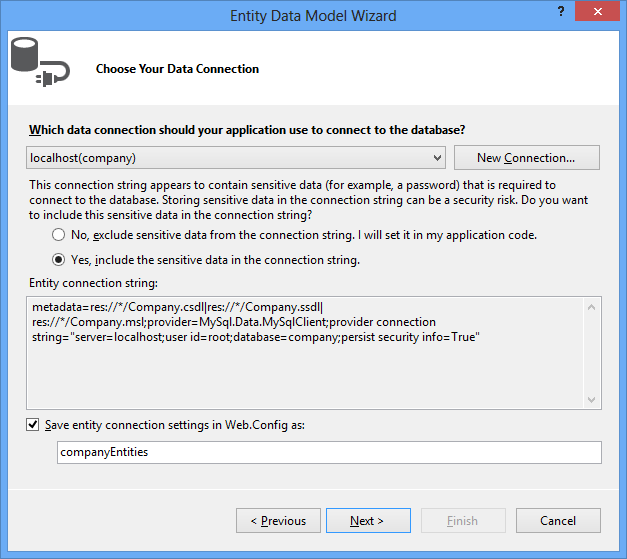 Entity Data Model Wizard
?
Choose Your Data Connection
Which data connection should your application use to connect to the database?
localhost(company)
New Connection...
This connection string appears to contain sensitive data (for example, a password) that is required to
connect to the database. Storing sensitive data in the connection string can be a security risk. Do you want
to include this sensitive data in the connection string?
No, exclude sensitive data from the connection string. I will set it in my application code.
Yes, include the sensitive data in the connection string.
Entity connection string:
metadata=res://*/Company.csdl|res://*/Company.ssdl|
res://*/Company.msl;provider=MySql.Data.MySqlClient;provider connection
string="server=localhost;user id=root;database=company;persist security info=True"
Save entity connection settings in Web.Config as:
companyEntities
< Previous
Next >
Finish
Cancel